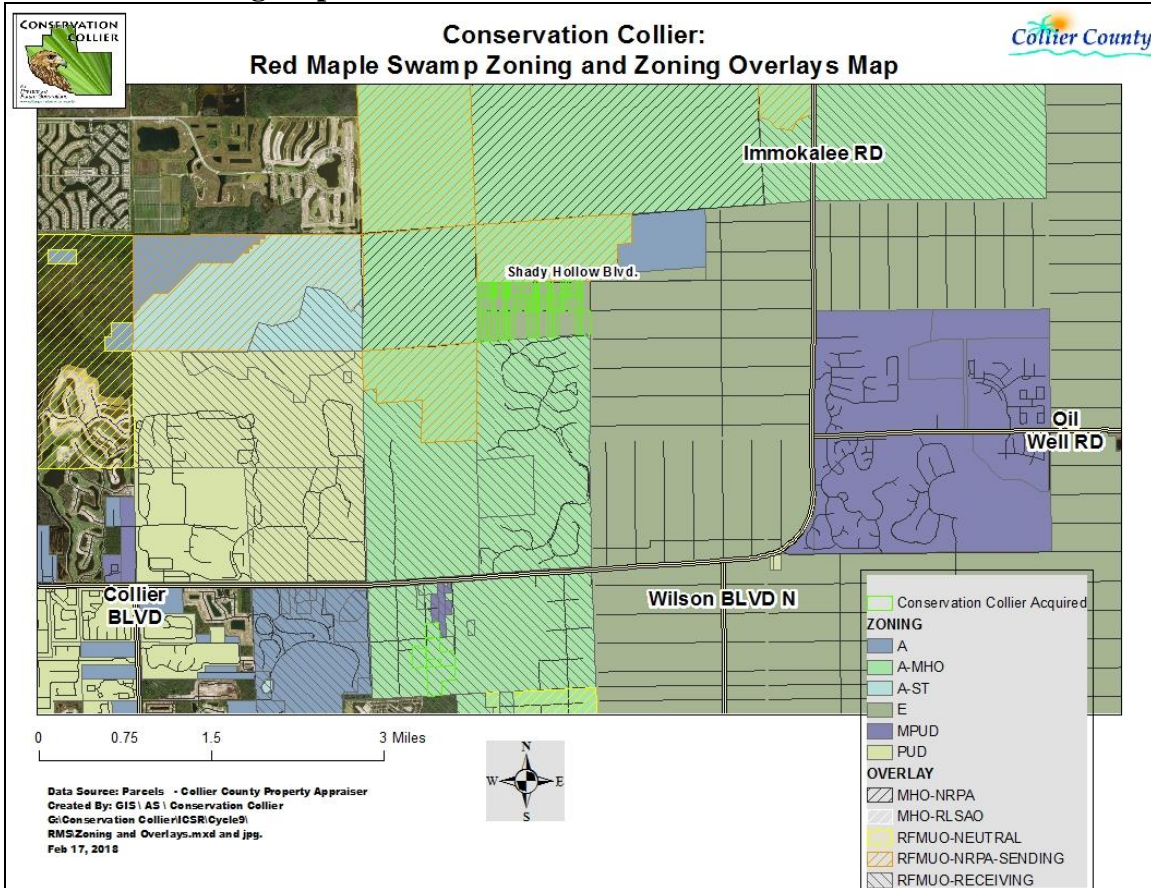 CONSERVATION
COLLIER
Collier County
Conservation Collier:
Red Maple Swamp Zoning and Zoning Overlays Map
Immokalee RD
Shady Hollow Blvd.
Oil
Well RD
Collier
BLVD
Wilson BLVD N
Conservation Collier Acquired
ZONING
A
A-MHO
A-ST
E
MPUD
PUD
OVERLAY
MHO-NRPA
MHO-RLSAO
RFMUO-NEUTRAL
RFMUO-NRPA-SENDING
RFMUO-RECEIVING
0 0.75 1.5 3 Miles
N
W E
S
Data Source: Parcels - Collier County Property Appraiser
Created By: GIS \ AS \ Conservation Collier
G:\Conservation Collier\ICSR\Cycle9\
RMS\Zoning and Overlays.mxd and jpg.
Feb 17, 2018